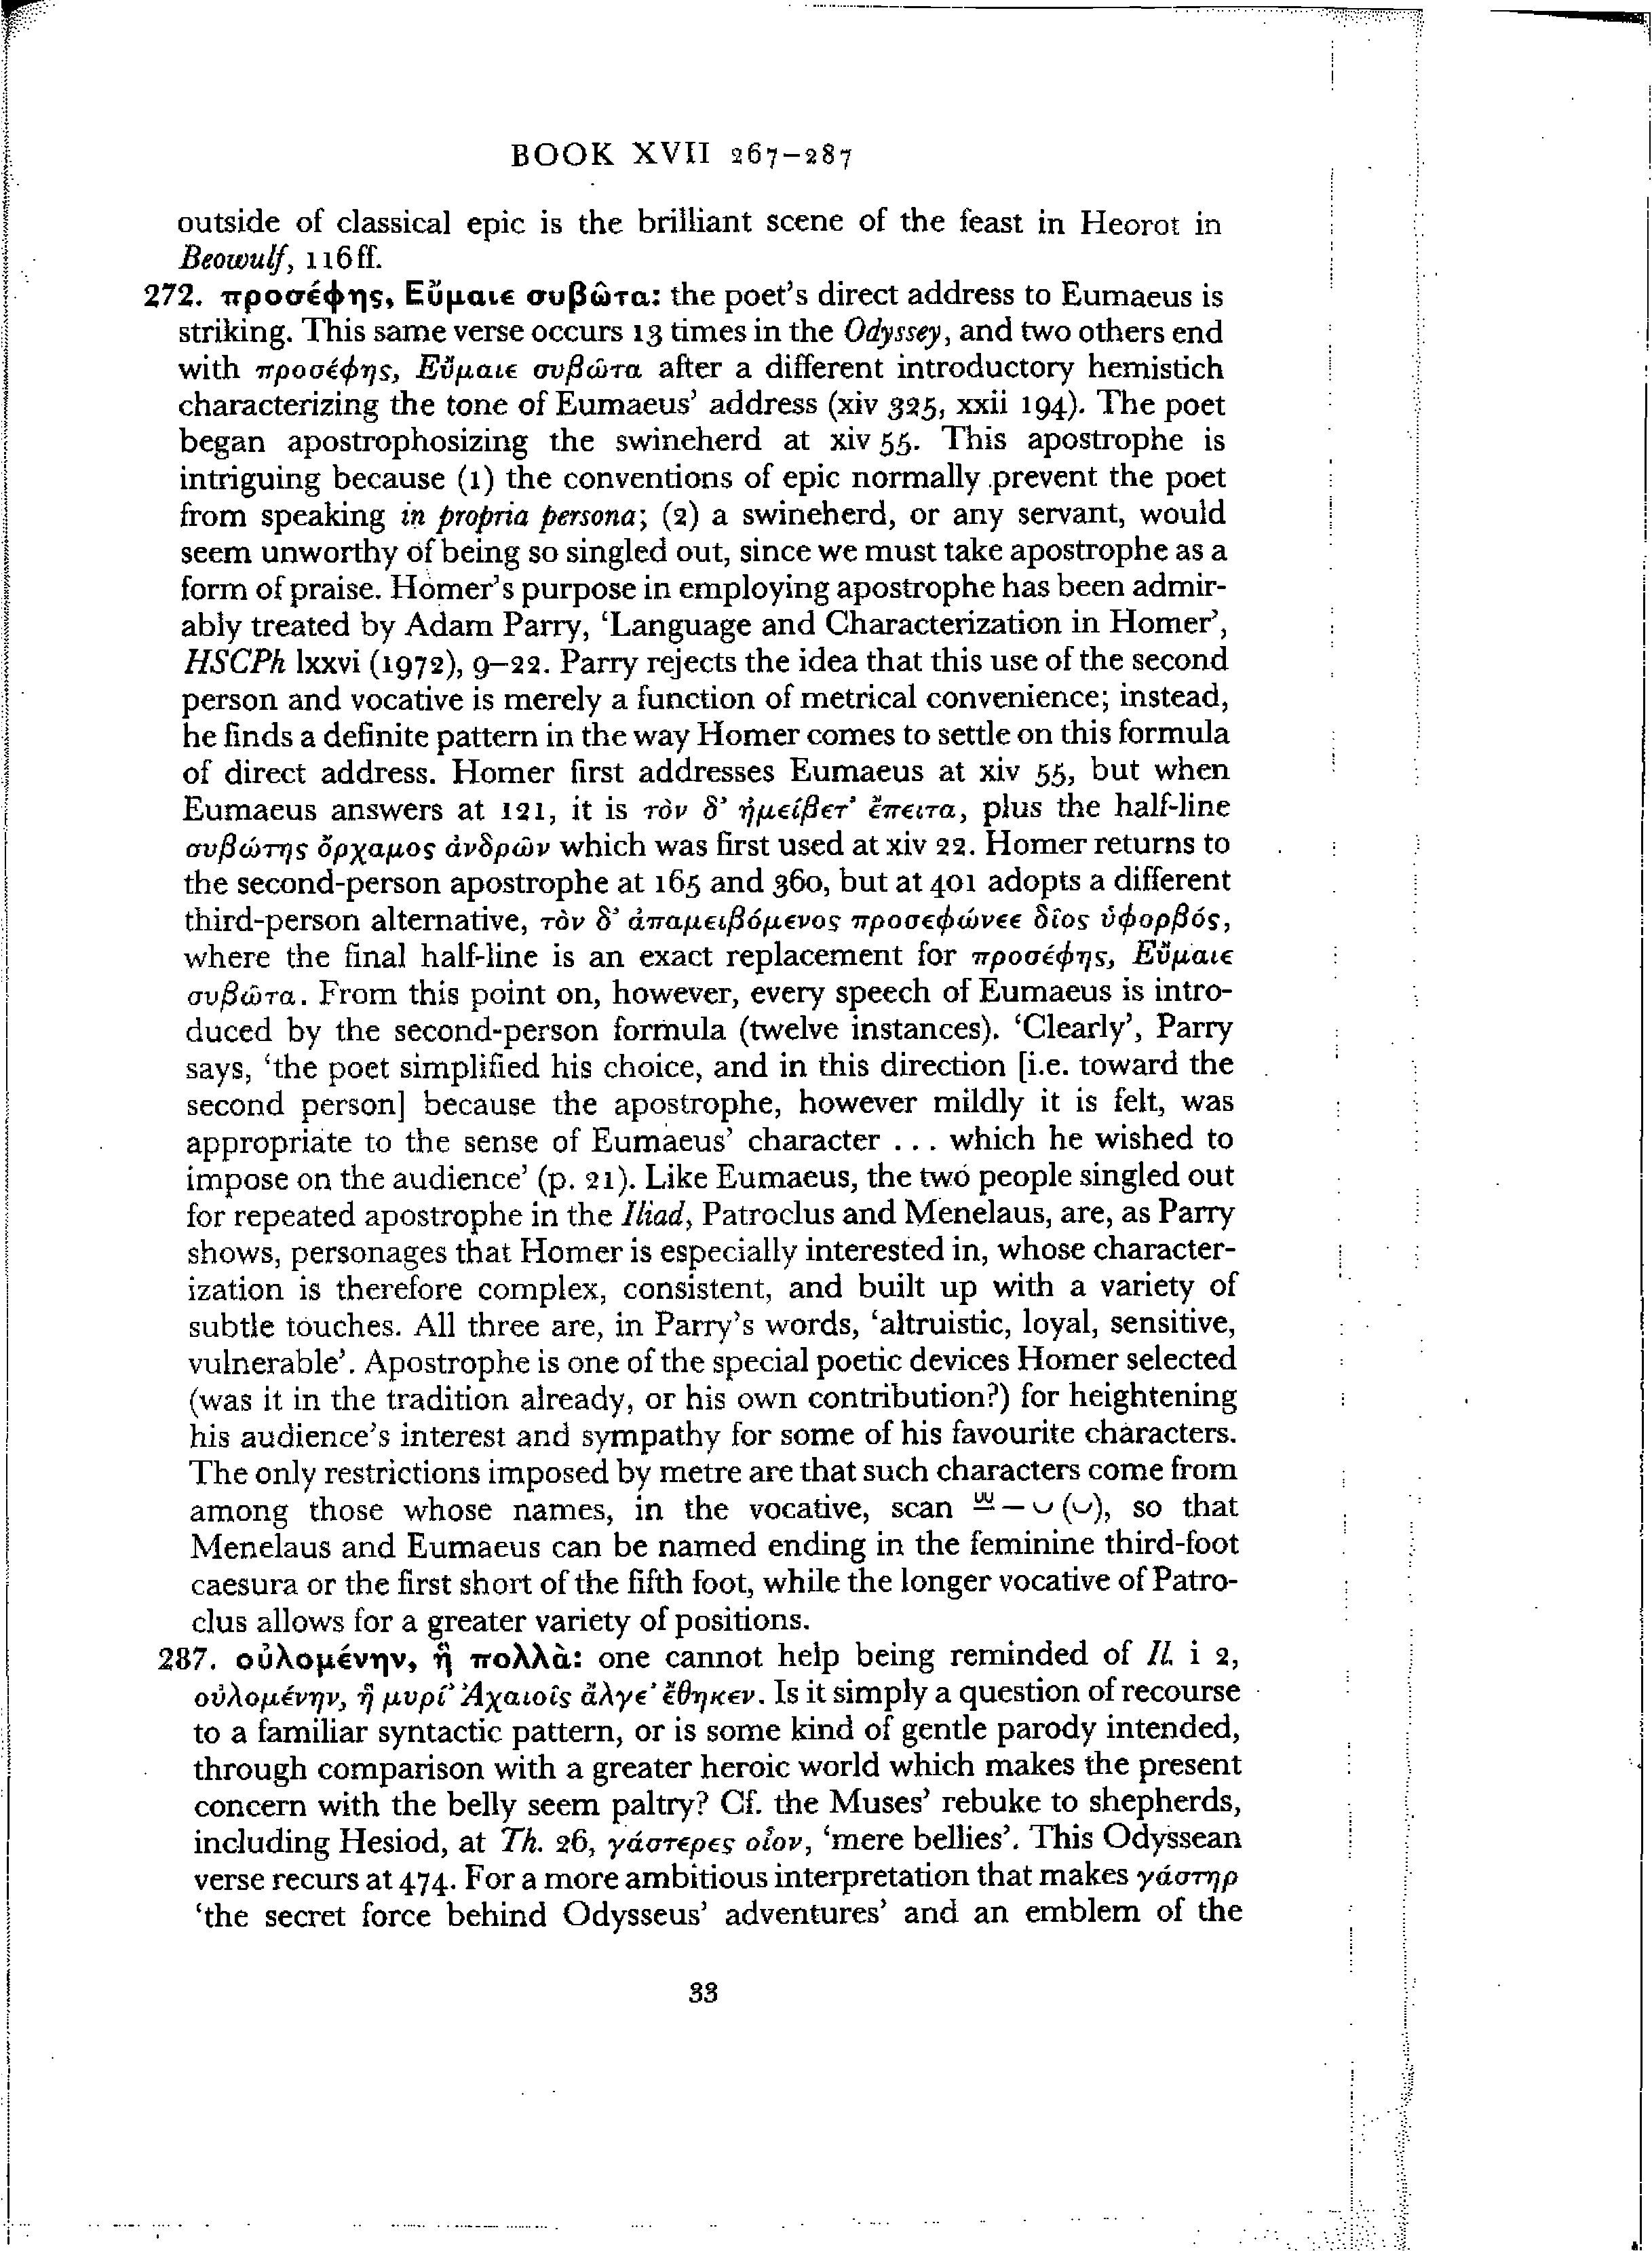 BOOK XVII 267–287
outside of classical epic is the brilliant scene of the feast in Heorot in
Beowulf, 116 ff.
272. προσέφης, Εὔμαιε συβῶτα: the poet's direct address to Eumaeus is
striking. This same verse occurs 13 times in the Odyssey, and two others end
with προσέφης, Εὔμαιε συβῶτα after a different introductory hemistich
characterizing the tone of Eumaeus' address (xiv 325, xxii 194). The poet
began apostrophosizing the swineherd at xiv 55. This apostrophe is
intriguing because (1) the conventions of epic normally prevent the poet
from speaking in propria persona; (2) a swineherd, or any servant, would
seem unworthy of being so singled out, since we must take apostrophe as a
form of praise. Homer's purpose in employing apostrophe has been admir-
ably treated by Adam Parry, 'Language and Characterization in Homer',
HSCPh lxxvi (1972), 9–22. Parry rejects the idea that this use of the second
person and vocative is merely a function of metrical convenience; instead,
he finds a definite pattern in the way Homer comes to settle on this formula
of direct address. Homer first addresses Eumaeus at xiv 55, but when
Eumaeus answers at 121, it is τὸν δ' ἠμείβετ' ἔπειτα, plus the half-line
συβώτης ὄρχαμος ἀνδρῶν which was first used at xiv 22. Homer returns to
the second-person apostrophe at 165 and 360, but at 401 adopts a different
third-person alternative, τὸν δ' ἀπαμειβόμενος προσεφώνεε δῖος ὑφορβός,
where the final half-line is an exact replacement for προσέφης, Εὔμαιε
συβῶτα. From this point on, however, every speech of Eumaeus is intro-
duced by the second-person formula (twelve instances). 'Clearly', Parry
says, 'the poet simplified his choice, and in this direction [i.e. toward the
second person] because the apostrophe, however mildly it is felt, was
appropriate to the sense of Eumaeus' character . . . which he wished to
impose on the audience' (p. 21). Like Eumaeus, the two people singled out
for repeated apostrophe in the Iliad, Patroclus and Menelaus, are, as Parry
shows, personages that Homer is especially interested in, whose character-
ization is therefore complex, consistent, and built up with a variety of
subtle touches. All three are, in Parry's words, 'altruistic, loyal, sensitive,
vulnerable'. Apostrophe is one of the special poetic devices Homer selected
(was it in the tradition already, or his own contribution?) for heightening
his audience's interest and sympathy for some of his favourite characters.
The only restrictions imposed by metre are that such characters come from
among those whose names, in the vocative, scan ⏕ – ∪ (∪), so that
Menelaus and Eumaeus can be named ending in the feminine third-foot
caesura or the first short of the fifth foot, while the longer vocative of Patro-
clus allows for a greater variety of positions.
287. οὐλομένην, ἣ πολλὰ: one cannot help being reminded of Il. i 2,
οὐλομένην, ἣ μυρί' Ἀχαιοῖς ἄλγε' ἔθηκεν. Is it simply a question of recourse
to a familiar syntactic pattern, or is some kind of gentle parody intended,
through comparison with a greater heroic world which makes the present
concern with the belly seem paltry? Cf. the Muses' rebuke to shepherds,
including Hesiod, at Th. 26, γάστερες οἶον, 'mere bellies'. This Odyssean
verse recurs at 474. For a more ambitious interpretation that makes γάστηρ
'the secret force behind Odysseus' adventures' and an emblem of the
33